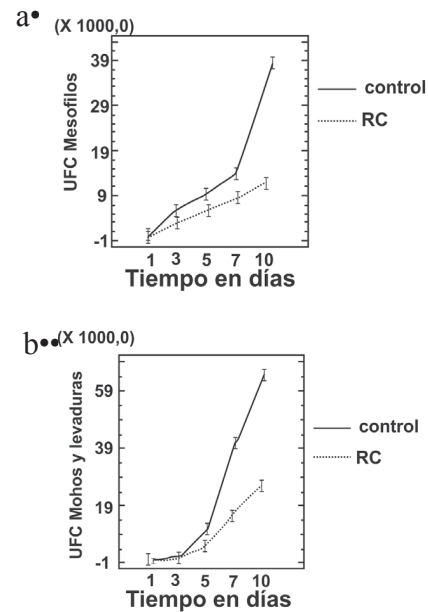 a•
(X 1000,0)
UFC Mesofilos
39
29
19
9
-1
1 3 5 7 10
Tiempo en días
control
RC
b••
(X 1000,0)
UFC Mohos y levaduras
59
39
19
-1
1 3 5 7 10
Tiempo en días
control
RC